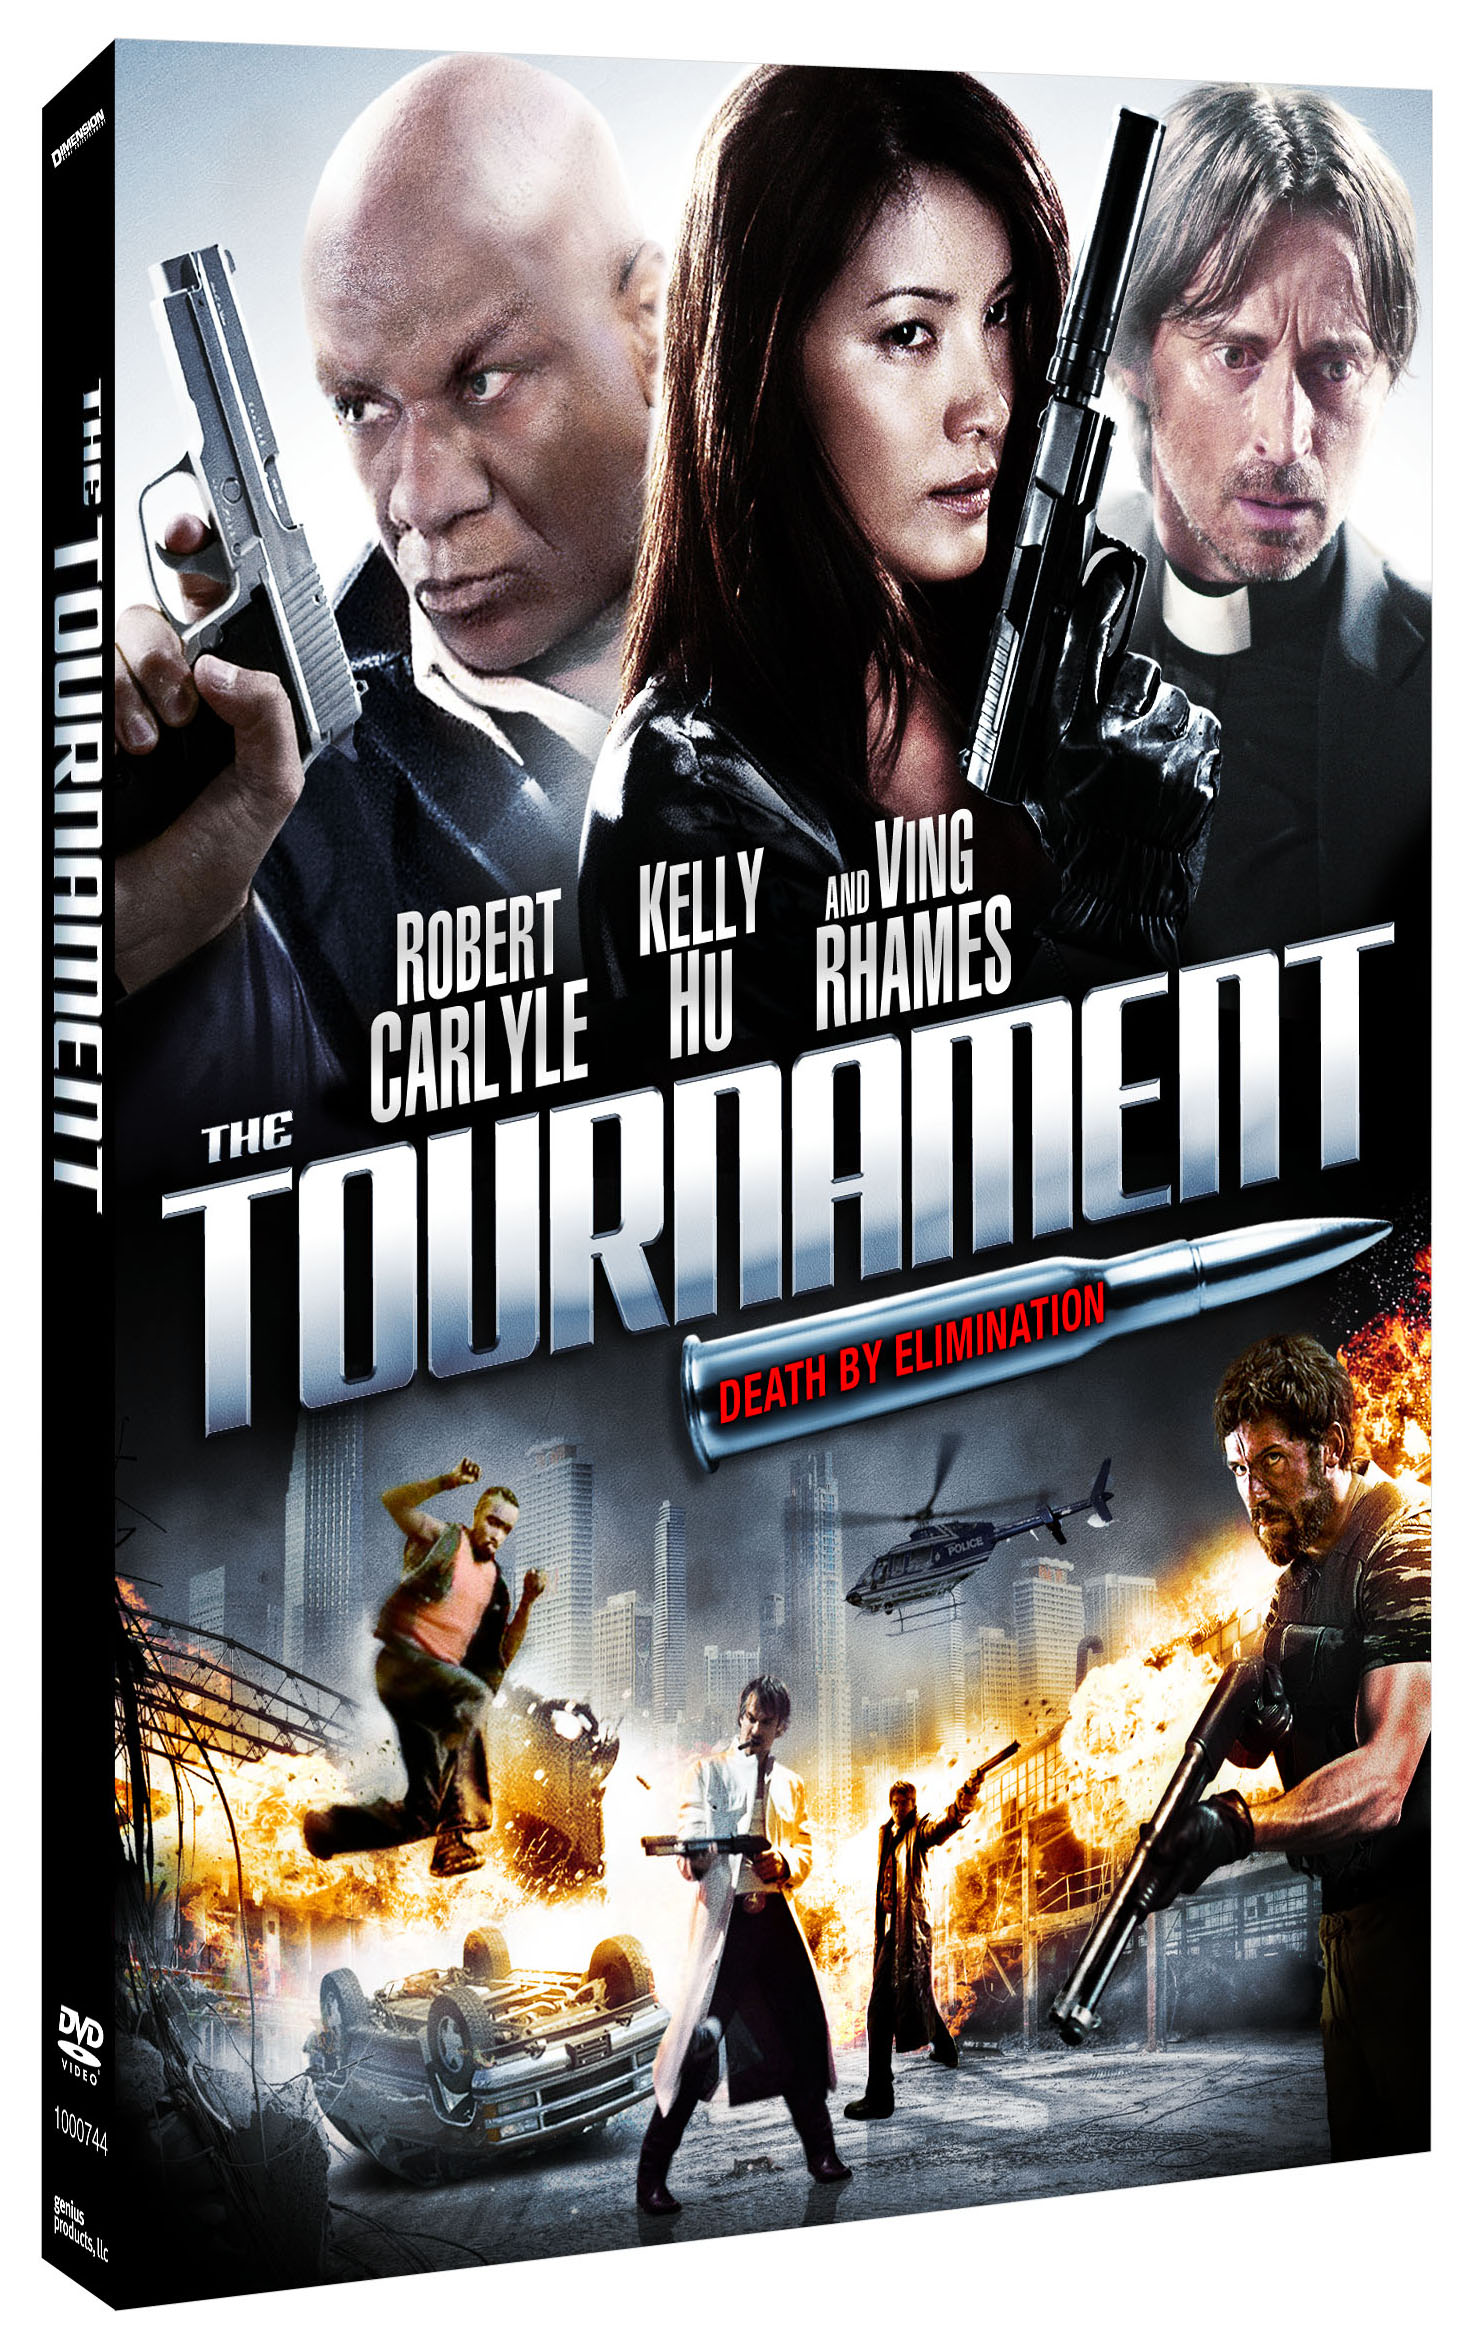 DIMENSION
THE TOURNAMENT
DVD
VIDEO
1000744
genius
products, llc
ROBERT
CARLYLE
KELLY
HU
AND VING
RHAMES
THE
TOURNAMENT
DEATH BY ELIMINATION
POLICE